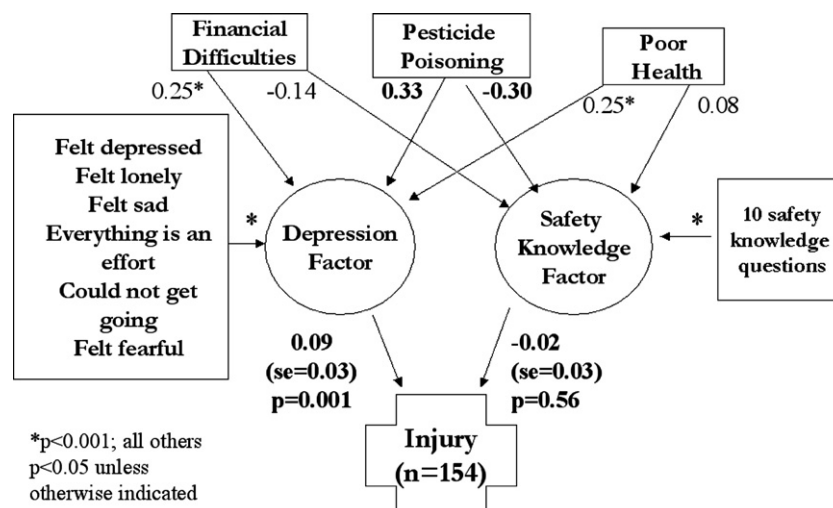 Financial
Difficulties
Pesticide
Poisoning
Poor
Health
0.25*
-0.14
0.33
-0.30
0.25*
0.08
Felt depressed
Felt lonely
Felt sad
Everything is an
effort
Could not get
going
Felt fearful
*
Depression
Factor
Safety
Knowledge
Factor
*
10 safety
knowledge
questions
0.09
(se=0.03)
p=0.001
-0.02
(se=0.03)
p=0.56
Injury
(n=154)
*p<0.001; all others
p<0.05 unless
otherwise indicated